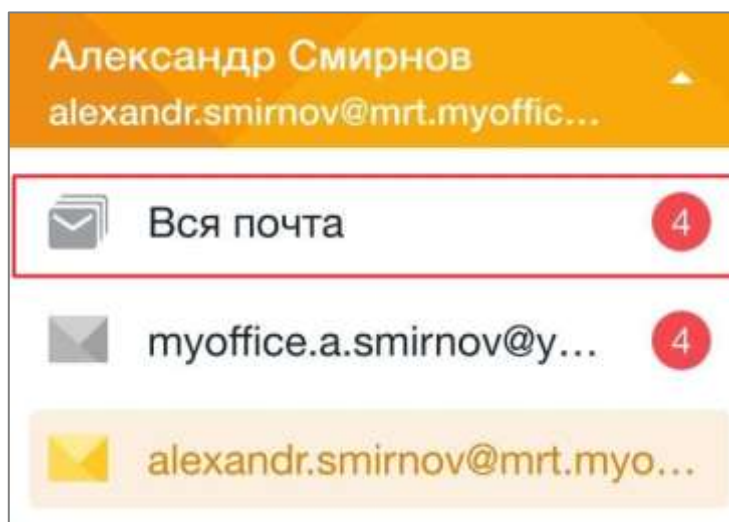 Александр Смирнов
alexandr.smirnov@mrt.myoffic...
Вся почта 4
myoffice.a.smirnov@y... 4
alexandr.smirnov@mrt.myo...